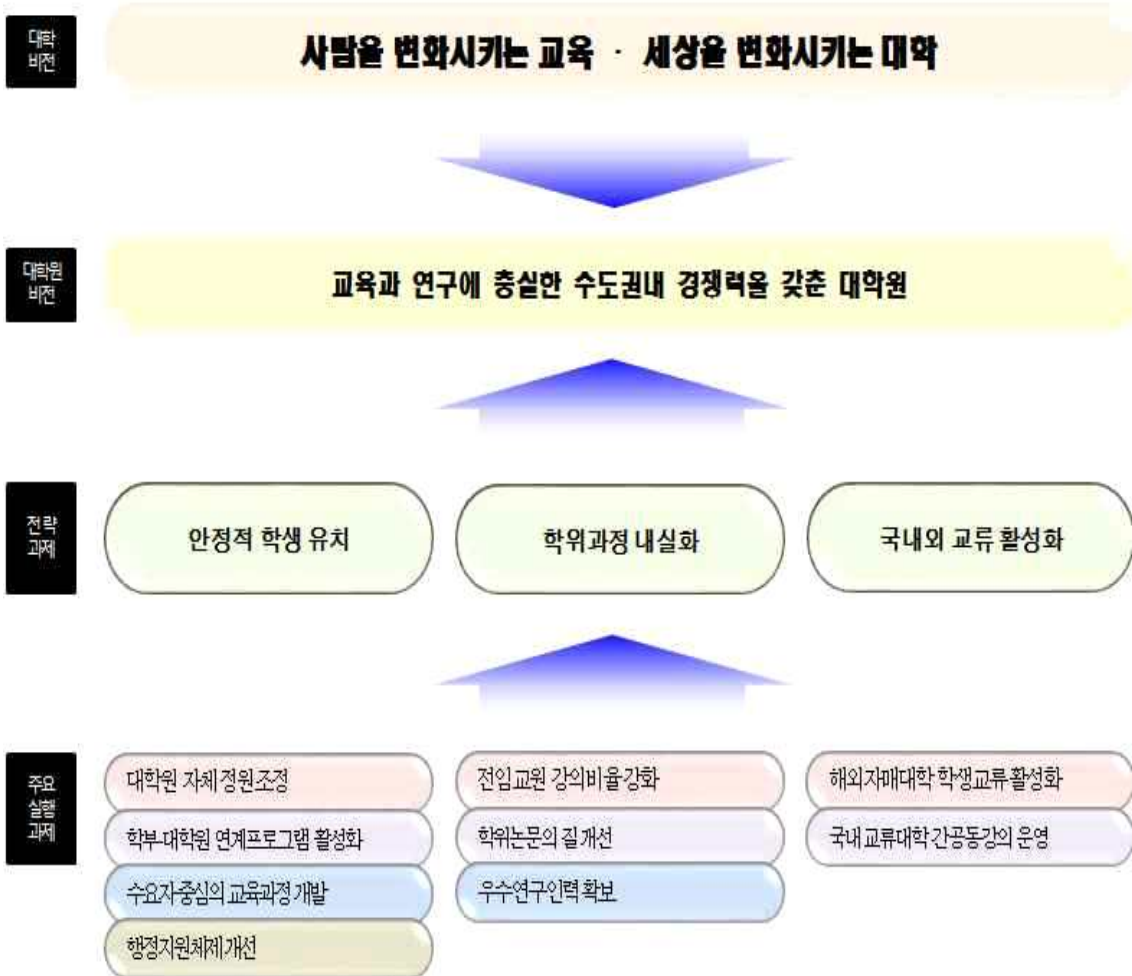 대학
비전
사람을 변화시키는 교육 · 세상을 변화시키는 대학
대학원
비전
교육과 연구에 충실한 수도권내 경쟁력을 갖춘 대학원
전략
과제
안정적 학생 유치
학위과정 내실화
국내외 교류 활성화
주요
실행
과제
대학원 자체 정원조정
전임교원 강의비율 강화
해외자매대학 학생교류 활성화
학부-대학원 연계프로그램 활성화
학위논문의 질 개선
국내 교류대학 간 공동강의 운영
수요자-중심의 교육과정 개발
우수연구인력 확보
행정지원체제 개선